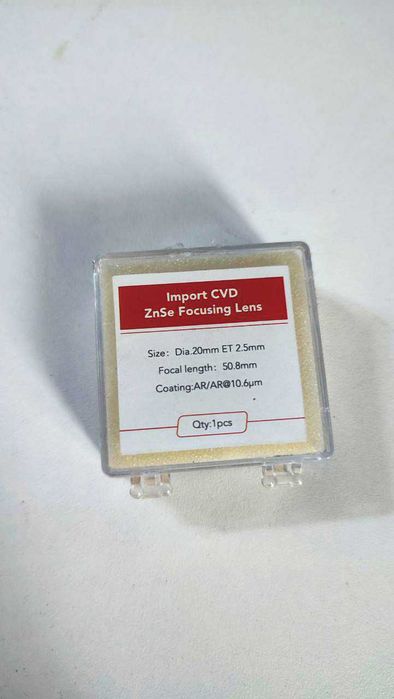 Import CVD
ZnSe Focusing Lens
Size: Dia.20mm ET 2.5mm
Focal length: 50.8mm
Coating:AR/AR@10.6μm
Qty:1pcs